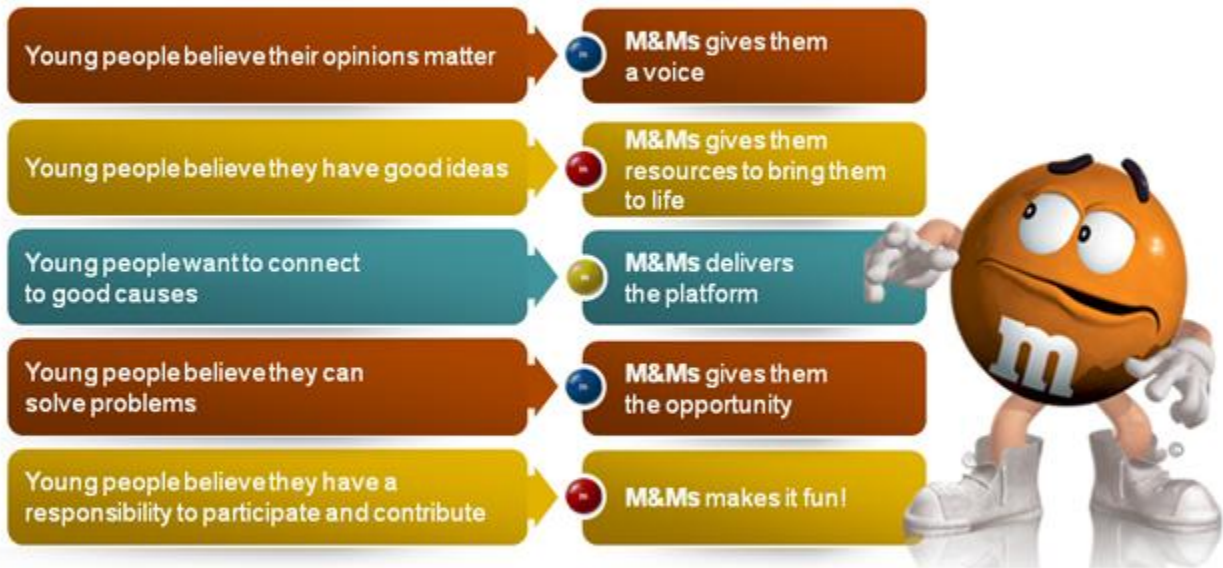 Young people believe their opinions matter
M&Ms gives them
a voice
Young people believe they have good ideas
M&Ms gives them
resources to bring them
to life
Young people want to connect
to good causes
M&Ms delivers
the platform
Young people believe they can
solve problems
M&Ms gives them
the opportunity
Young people believe they have a
responsibility to participate and contribute
M&Ms makes it fun!
m